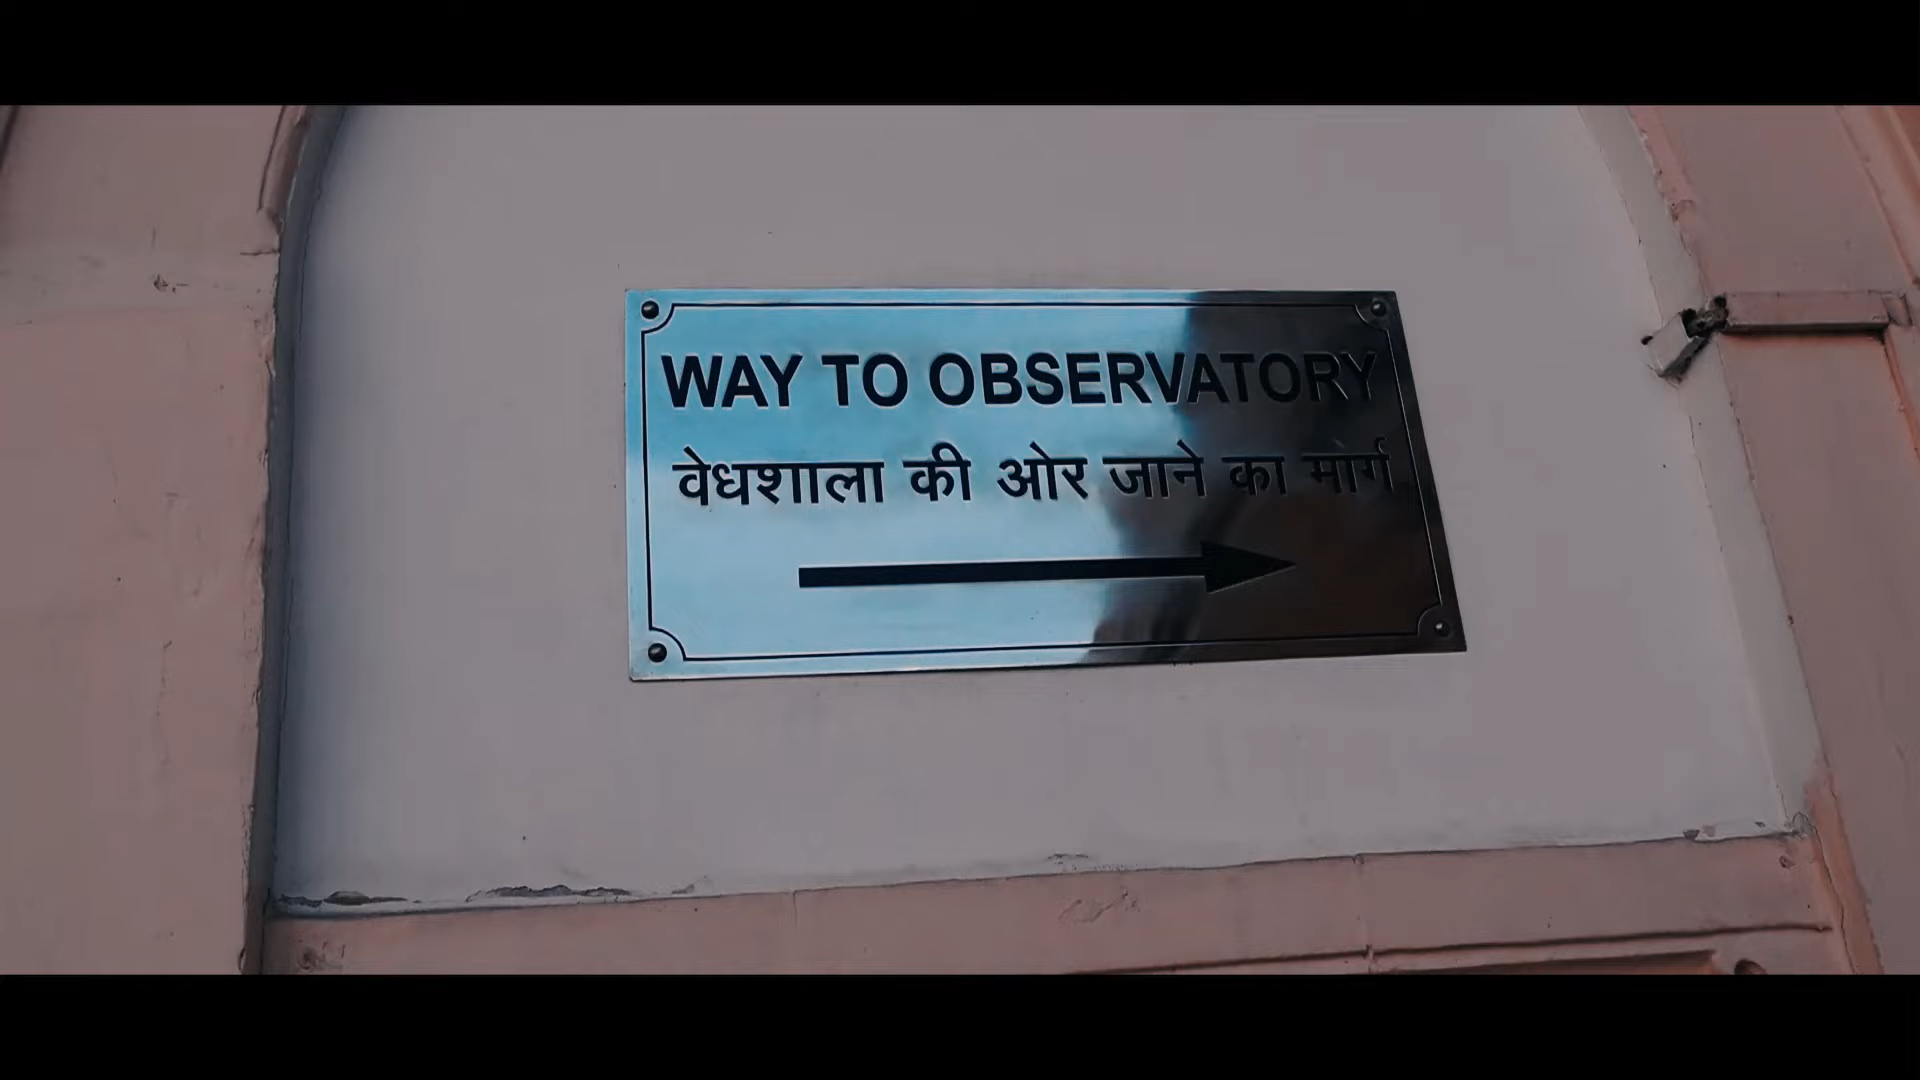 WAY TO OBSERVATORY
वेधशाला की ओर जाने का मार्ग